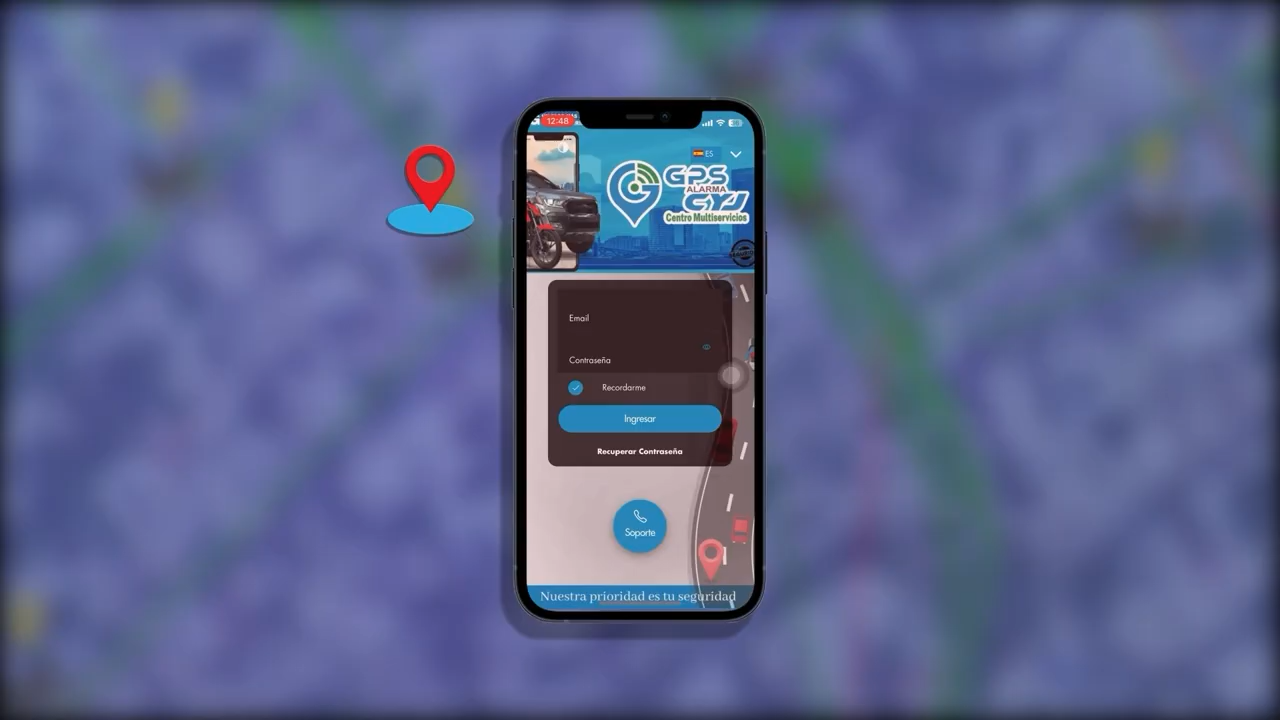 12:48
ES
GPS
ALARMA
CYJ
Centro Multiservicios
Email
Contraseña
Recordarme
Ingresar
Recuperar Contraseña
Soporte
Nuestra prioridad es tu seguridad